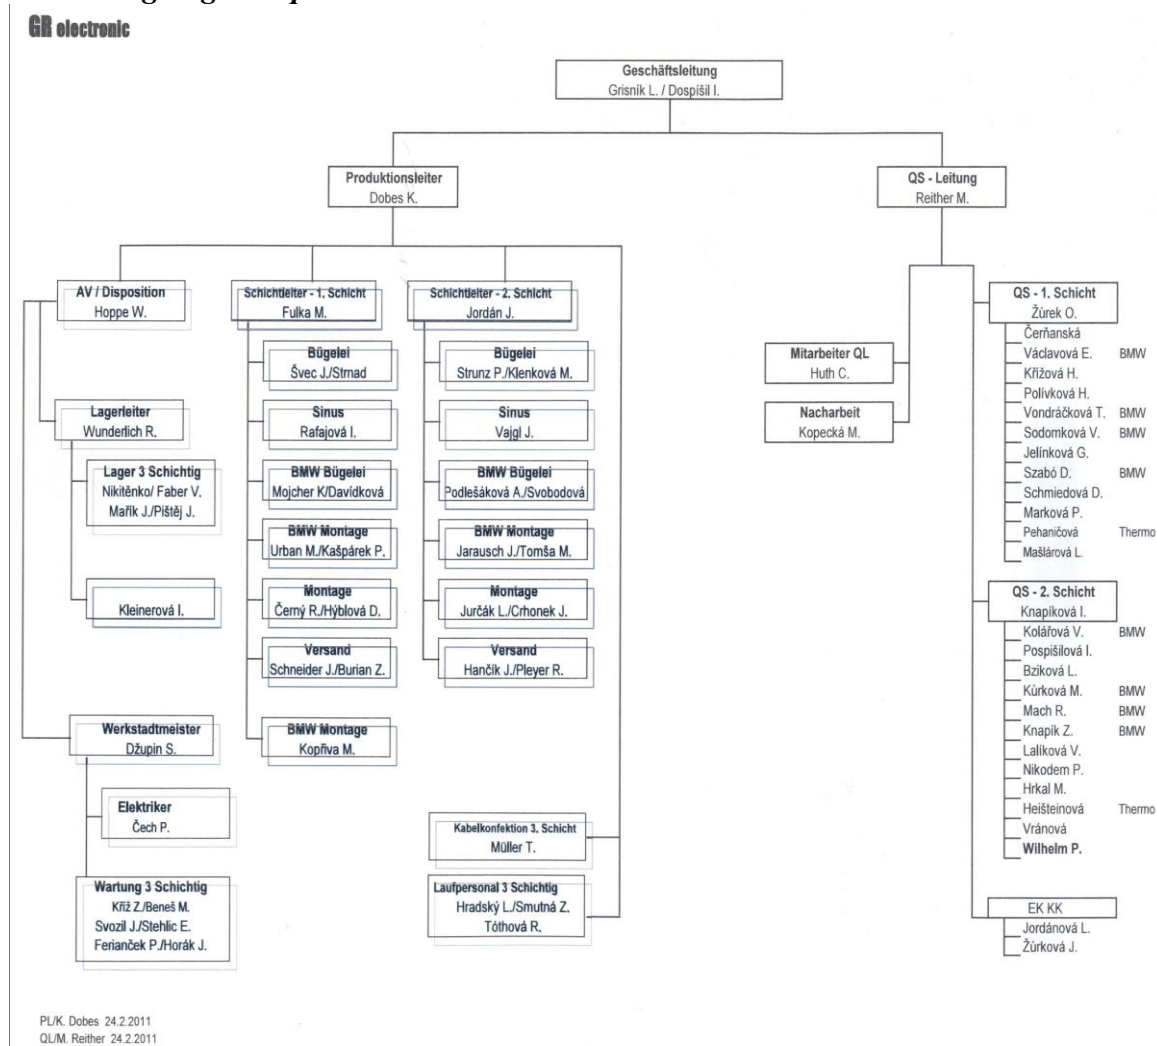 GR electronic
Geschäftsleitung
Grisník L. / Dospíšil I.
Produktionsleiter
Dobes K.
QS - Leitung
Reither M.
AV / Disposition
Hoppe W.
Schichtleiter - 1. Schicht
Fulka M.
Schichtleiter - 2. Schicht
Jordán J.
Lagerleiter
Wunderlich R.
Lager 3 Schichtig
Nikitěnko/ Faber V.
Mařík J./Pištěj J.
Kleinerová I.
Werkstadtmeister
Džupin S.
Elektriker
Čech P.
Wartung 3 Schichtig
Kříž Z./Beneš M.
Svozil J./Stehlic E.
Ferianček P./Horák J.
Bügelei
Švec J./Strnad
Sinus
Rafajová I.
BMW Bügelei
Mojcher K/Davídková
BMW Montage
Urban M./Kašpárek P.
Montage
Černý R./Hýblová D.
Versand
Schneider J./Burian Z.
BMW Montage
Kopřiva M.
Bügelei
Strunz P./Klenková M.
Sinus
Vajgl J.
BMW Bügelei
Podlešáková A./Svobodová
BMW Montage
Jarausch J./Tomša M.
Montage
Jurčák L./Crhonek J.
Versand
Hančík J./Pleyer R.
Kabelkonfektion 3. Schicht
Müller T.
Laufpersonal 3 Schichtig
Hradský L./Smutná Z.
Tóthová R.
Mitarbeiter QL
Huth C.
Nacharbeit
Kopecká M.
QS - 1. Schicht
Žůrek O.
Čerňanská
Václavová E. BMW
Křížová H.
Polívková H.
Vondráčková T. BMW
Sodomková V. BMW
Jelínková G.
Szabó D. BMW
Schmiedová D.
Marková P.
Pehaničová Thermo
Mašlárová L.
QS - 2. Schicht
Knapíková I.
Kolářová V. BMW
Pospišilová I.
Bziková L.
Kůrková M. BMW
Mach R. BMW
Knapík Z. BMW
Lalíková V.
Nikodem P.
Hrkal M.
Heišteinová Thermo
Vránová
Wilhelm P.
EK KK
Jordánová L.
Žůrková J.
PL/K. Dobes 24.2.2011
QL/M. Reither 24.2.2011